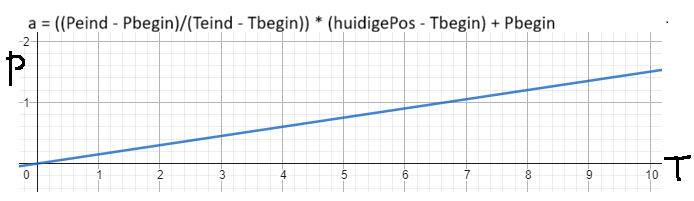 a = ((Peind - Pbegin)/(Teind - Tbegin)) * (huidigePos - Tbegin) + Pbegin
2
P
1
0 1 2 3 4 5 6 7 8 9 10
T